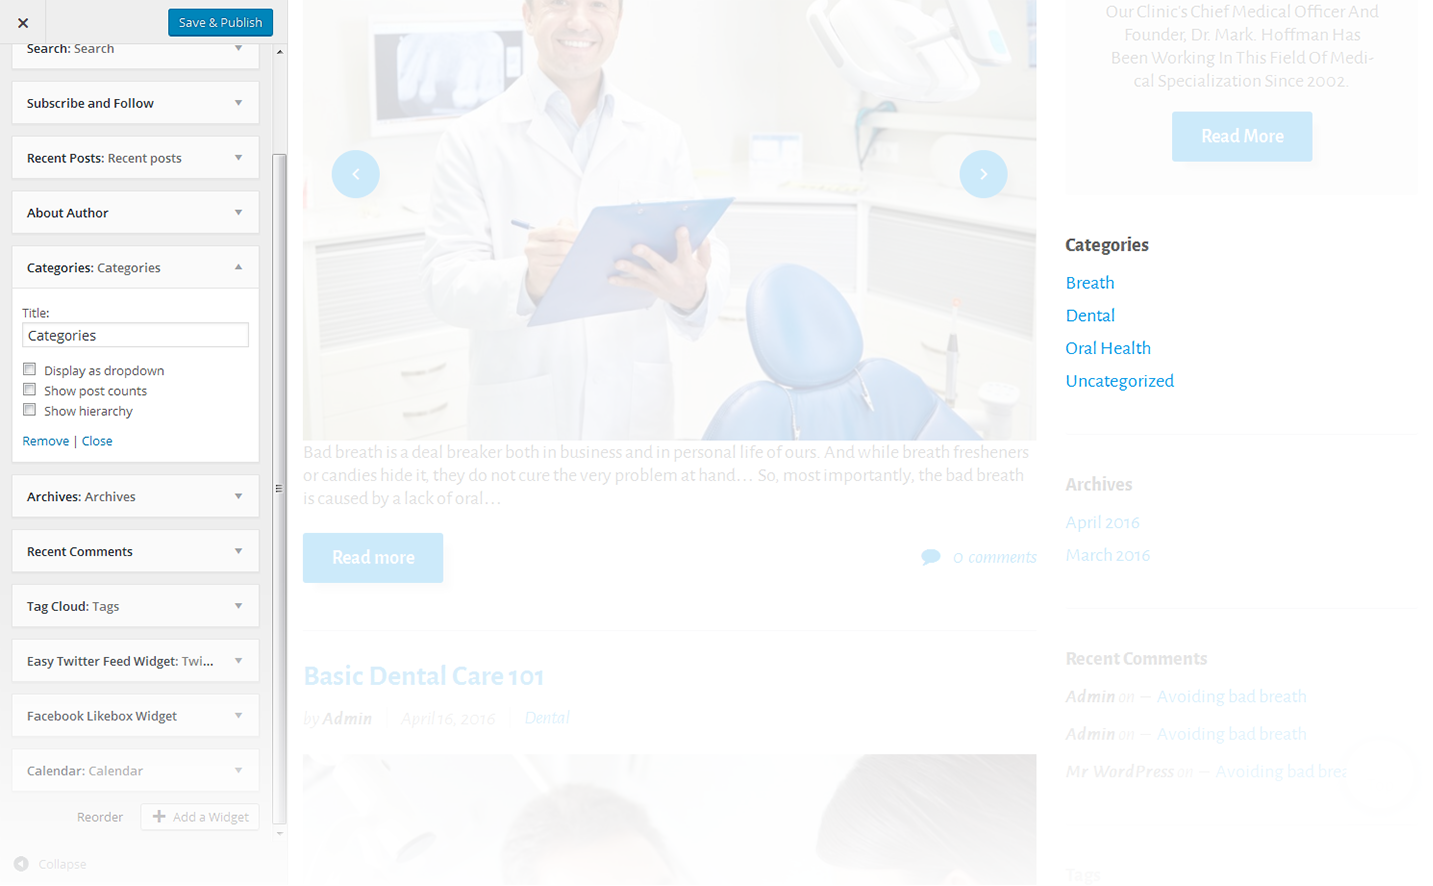 Save & Publish
Search: Search
Subscribe and Follow
Recent Posts: Recent posts
About Author
Categories: Categories
Title:
Categories
Display as dropdown
Show post counts
Show hierarchy
Remove | Close
Archives: Archives
Recent Comments
Tag Cloud: Tags
Easy Twitter Feed Widget: Twi...
Facebook Likebox Widget
Calendar: Calendar
Reorder
Add a Widget
Collapse
Bad breath is a deal breaker both in business and in personal life of ours. And while breath fresheners
or candies hide it, they do not cure the very problem at hand… So, most importantly, the bad breath
is caused by a lack of oral…
Read more
0 comments
Basic Dental Care 101
by Admin
April 16, 2016
Dental
Our Clinic's Chief Medical Officer And
Founder, Dr. Mark. Hoffman Has
Been Working In This Field Of Medi-
cal Specialization Since 2002.
Read More
Categories
Breath
Dental
Oral Health
Uncategorized
Archives
April 2016
March 2016
Recent Comments
Admin on — Avoiding bad breath
Admin on — Avoiding bad breath
Mr WordPress on — Avoiding bad brea
Tags